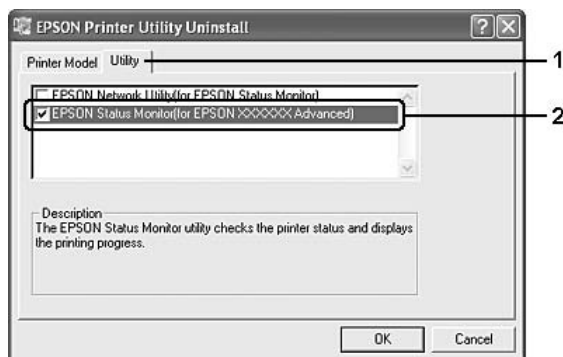 EPSON Printer Utility Uninstall
Printer Model Utility
1
EPSON Network Utility(for EPSON Status Monitor)
EPSON Status Monitor(for EPSON XXXXXX Advanced)
2
Description
The EPSON Status Monitor utility checks the printer status and displays
the printing progress.
OK Cancel